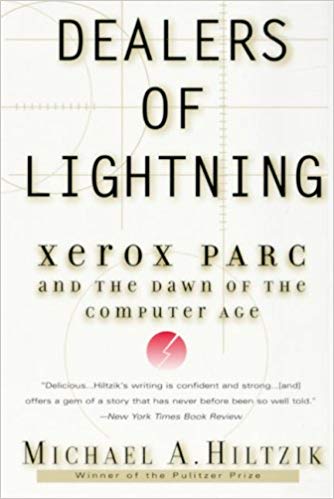 DEALERS
OF
LIGHTNING
xerox PARC
AND THE DAWN OF THE
COMPUTER AGE
"Delicious...Hiltzik's writing is confident and strong...[and]
offers a gem of a story that has never before been so well told."
—New York Times Book Review
MICHAEL A. HILTZIK
Winner of the Pulitzer Prize